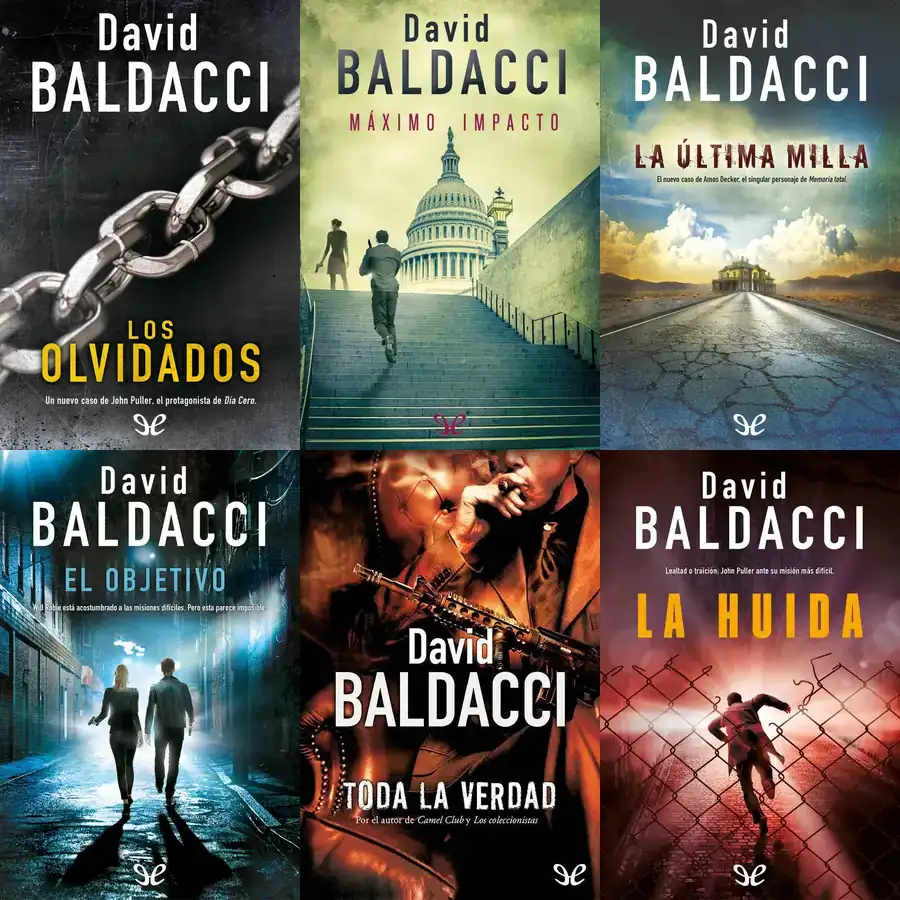 David
BALDACCI
LOS
OLVIDADOS
Un nuevo caso de John Puller, el protagonista de Día Cero.
David
BALDACCI
MÁXIMO IMPACTO
David
BALDACCI
LA ÚLTIMA MILLA
El nuevo caso de Amos Decker, el singular personaje de Memoria total.
David
BALDACCI
EL OBJETIVO
Will Robie está acostumbrado a las misiones difíciles. Pero esta parece imposible.
David
BALDACCI
TODA LA VERDAD
Por el autor de Camel Club y Los coleccionistas
David
BALDACCI
Lealtad o traición: John Puller ante su misión más difícil.
LA HUIDA